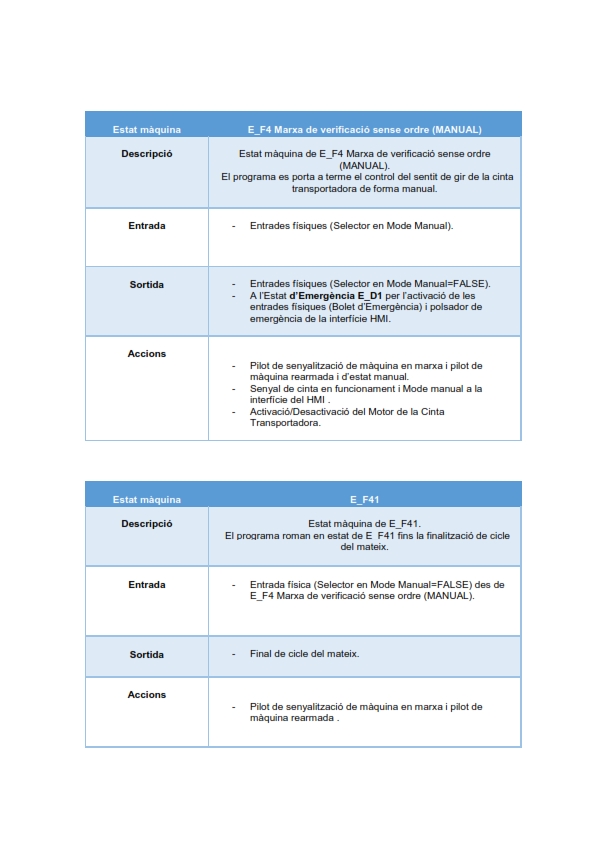 Estat màquina E_F4 Marxa de verificació sense ordre (MANUAL)
Descripció
Estat màquina de E_F4 Marxa de verificació sense ordre
(MANUAL).
El programa es porta a terme el control del sentit de gir de la cinta
transportadora de forma manual.
Entrada
- Entrades físiques (Selector en Mode Manual).
Sortida
- Entrades físiques (Selector en Mode Manual=FALSE).
- A l'Estat d'Emergència E_D1 per l'activació de les
entrades físiques (Bolet d'Emergència) i polsador de
emergència de la interfície HMI.
Accions
- Pilot de senyalització de màquina en marxa i pilot de
màquina rearmada i d'estat manual.
- Senyal de cinta en funcionament i Mode manual a la
interfície del HMI .
- Activació/Desactivació del Motor de la Cinta
Transportadora.
Estat màquina E_F41
Descripció
Estat màquina de E_F41.
El programa roman en estat de E_F41 fins la finalització de cicle
del mateix.
Entrada
- Entrada física (Selector en Mode Manual=FALSE) des de
E_F4 Marxa de verificació sense ordre (MANUAL).
Sortida
- Final de cicle del mateix.
Accions
- Pilot de senyalització de màquina en marxa i pilot de
màquina rearmada .